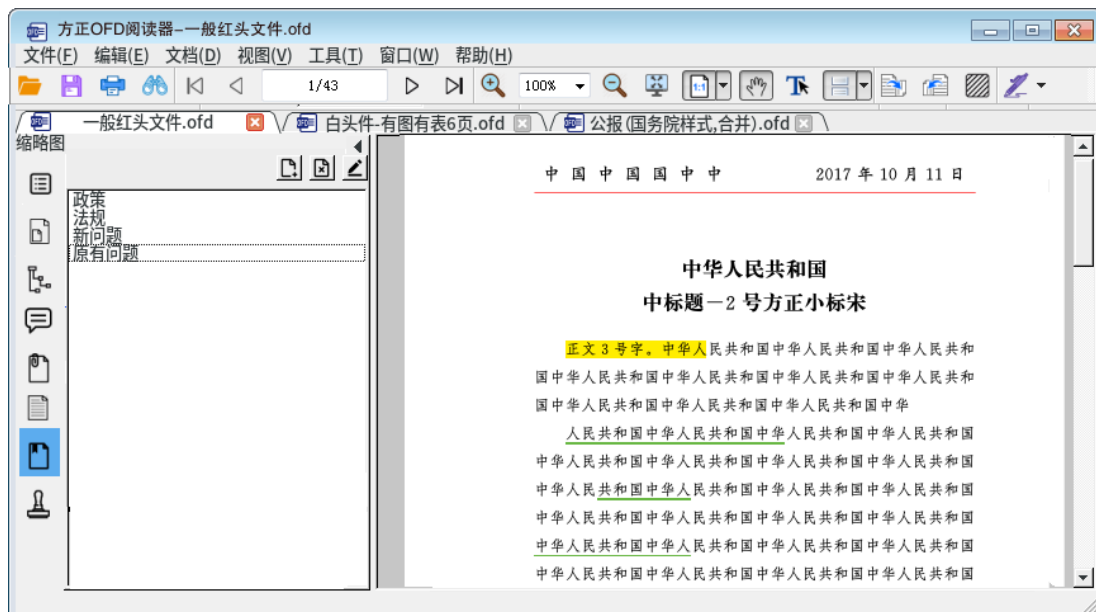 方正OFD阅读器–一般红头文件.ofd
文件(F) 编辑(E) 文档(D) 视图(V) 工具(T) 窗口(W) 帮助(H)
1/43 100% 1:1 T
一般红头文件.ofd 白头件-有图有表6页.ofd 公报(国务院样式,合并).ofd
缩略图
政策
法规
新问题
原有问题
中国中国国中中 2017 年 10 月 11 日
中华人民共和国
中标题－2 号方正小标宋
正文 3 号字。中华人民共和国中华人民共和国中华人民共和
国中华人民共和国中华人民共和国中华人民共和国中华人民共和
国中华人民共和国中华人民共和国中华人民共和国中华
人民共和国中华人民共和国中华人民共和国中华人民共和国
中华人民共和国中华人民共和国中华人民共和国中华人民共和国
中华人民共和国中华人民共和国中华人民共和国中华人民共和国
中华人民共和国中华人民共和国中华人民共和国中华人民共和国
中华人民共和国中华人民共和国中华人民共和国中华人民共和国
中华人民共和国中华人民共和国中华人民共和国中华人民共和国